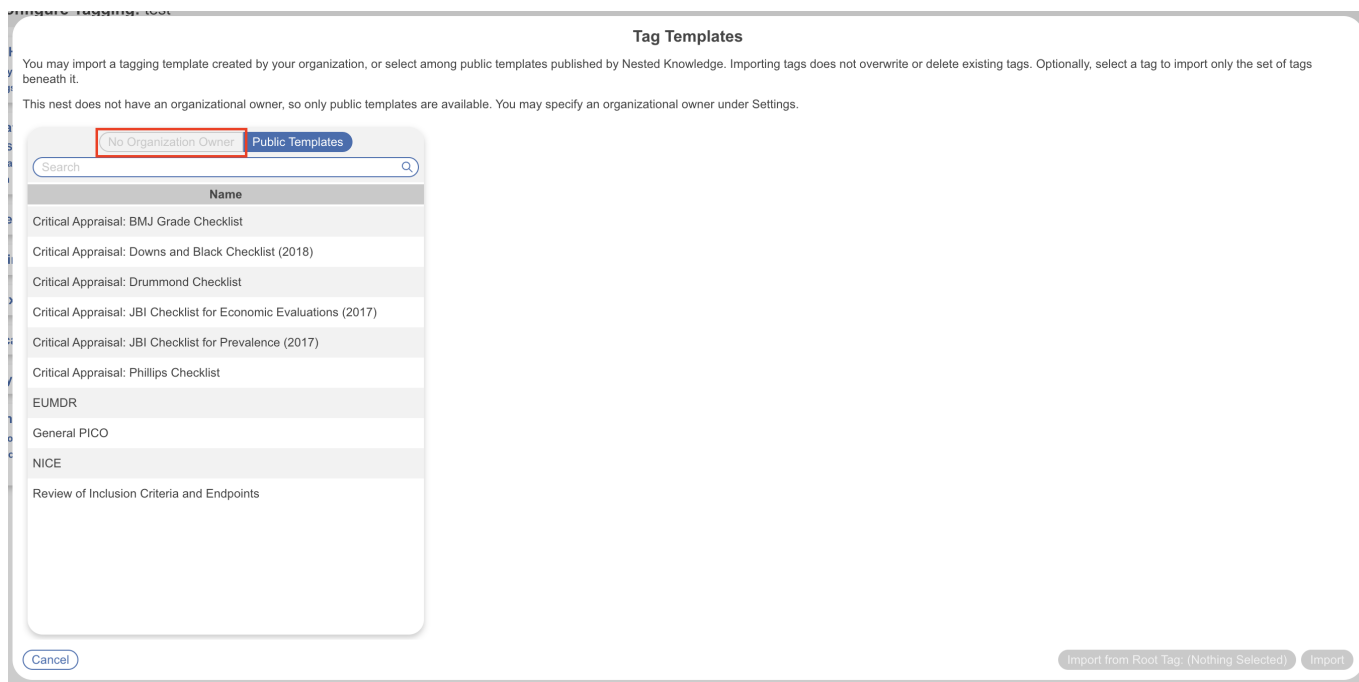 Configure Tagging: test
Tag Templates
You may import a tagging template created by your organization, or select among public templates published by Nested Knowledge. Importing tags does not overwrite or delete existing tags. Optionally, select a tag to import only the set of tags
beneath it.
This nest does not have an organizational owner, so only public templates are available. You may specify an organizational owner under Settings.
No Organization Owner Public Templates
Search
Name
Critical Appraisal: BMJ Grade Checklist
Critical Appraisal: Downs and Black Checklist (2018)
Critical Appraisal: Drummond Checklist
Critical Appraisal: JBI Checklist for Economic Evaluations (2017)
Critical Appraisal: JBI Checklist for Prevalence (2017)
Critical Appraisal: Phillips Checklist
EUMDR
General PICO
NICE
Review of Inclusion Criteria and Endpoints
Cancel Import from Root Tag: (Nothing Selected) Import